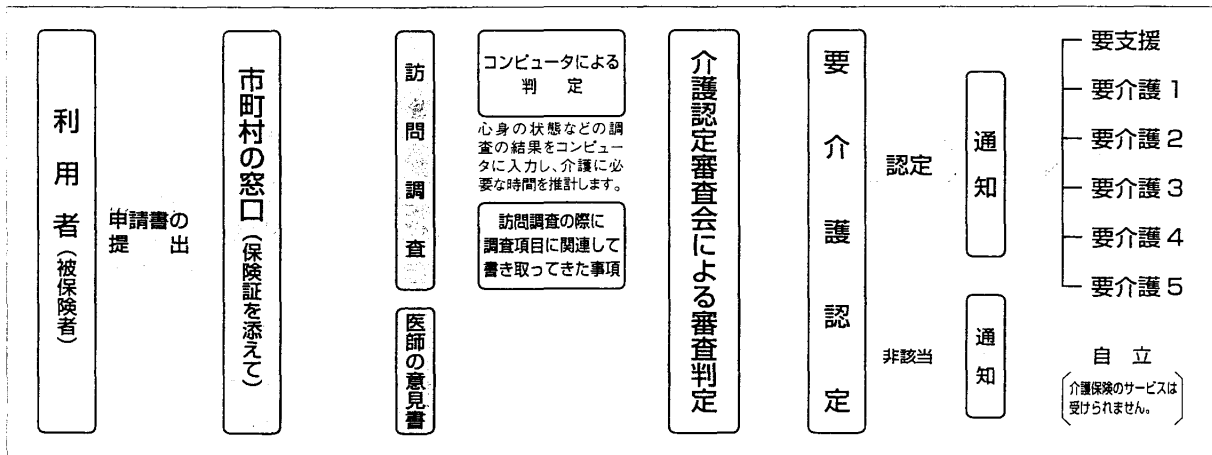 利用者（被保険者）
申請書の
提出
市町村の窓口（保険証を添えて）
訪問調査
医師の意見書
コンピュータによる
判定
心身の状態などの調
査の結果をコンピュー
タに入力し、介護に必
要な時間を推計します。
訪問調査の際に
調査項目に関連して
書き取ってきた事項
介護認定審査会による審査判定
要介護認定
認定
通知
要支援
要介護1
要介護2
要介護3
要介護4
要介護5
非該当
通知
自立
介護保険のサービスは
受けられません。